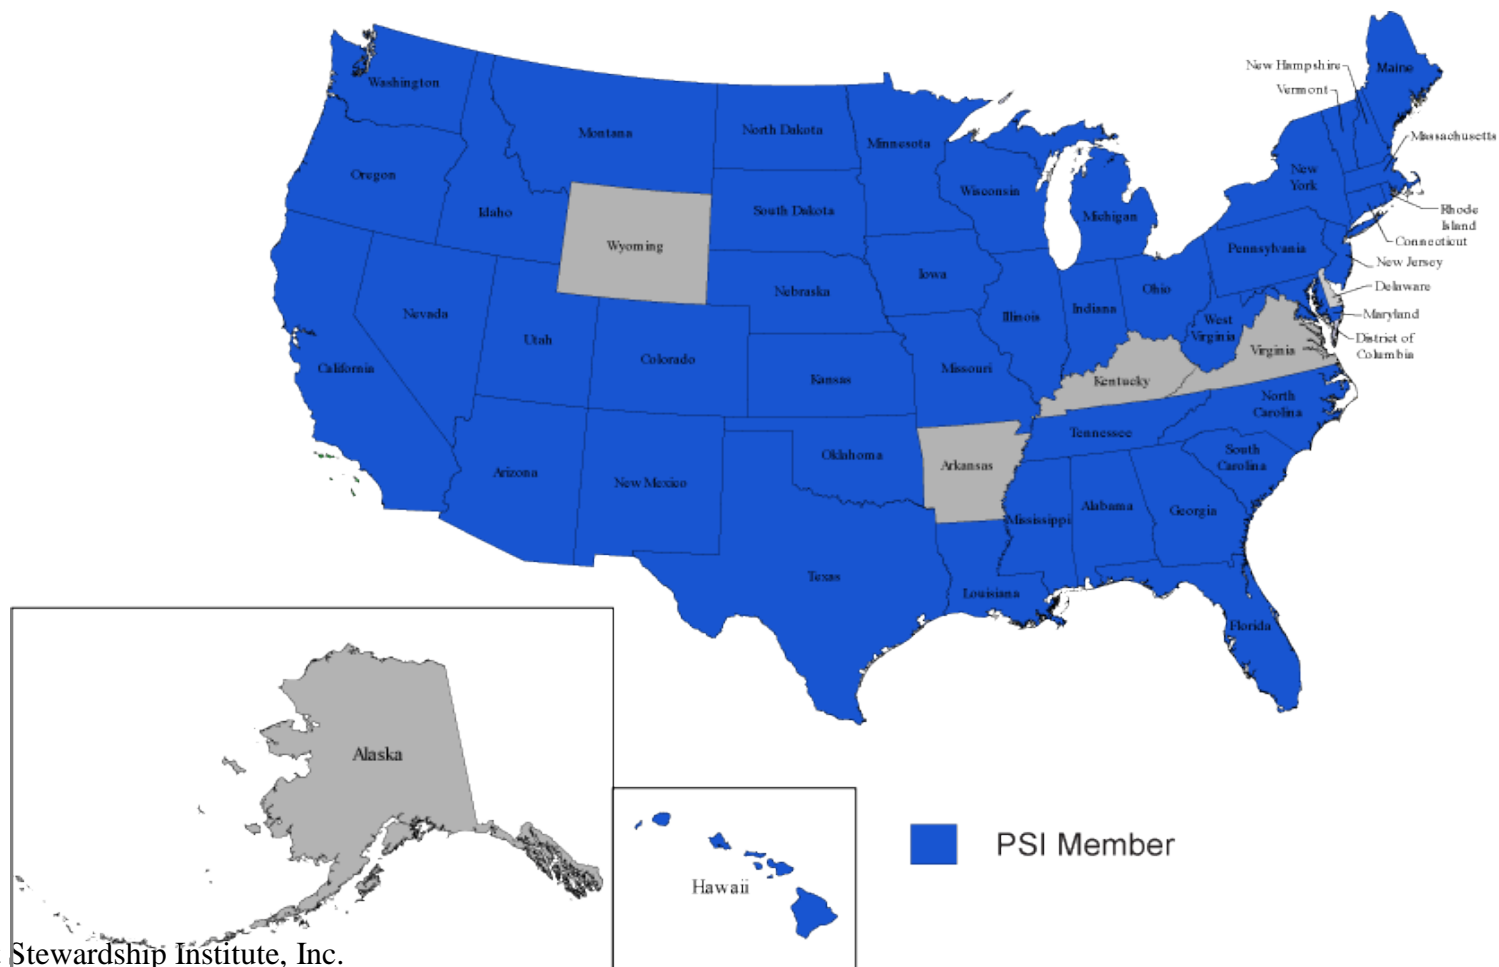 Washington
Montana
North Dakota
Minnesota
Maine
New Hampshire
Vermont
Massachusetts
Oregon
Idaho
Wyoming
South Dakota
Wisconsin
Michigan
New
York
Rhode
Island
Connecticut
Pennsylvania
New Jersey
Delaware
Maryland
District of
Columbia
Nevada
Utah
Colorado
Nebraska
Iowa
Illinois
Indiana
Ohio
West
Virginia
Virginia
California
Kansas
Missouri
Kentucky
North
Carolina
Tennessee
South
Carolina
Arizona
New Mexico
Oklahoma
Arkansas
Mississippi
Alabama
Georgia
Texas
Louisiana
Florida
Alaska
Hawaii
PSI Member
Stewardship Institute, Inc.